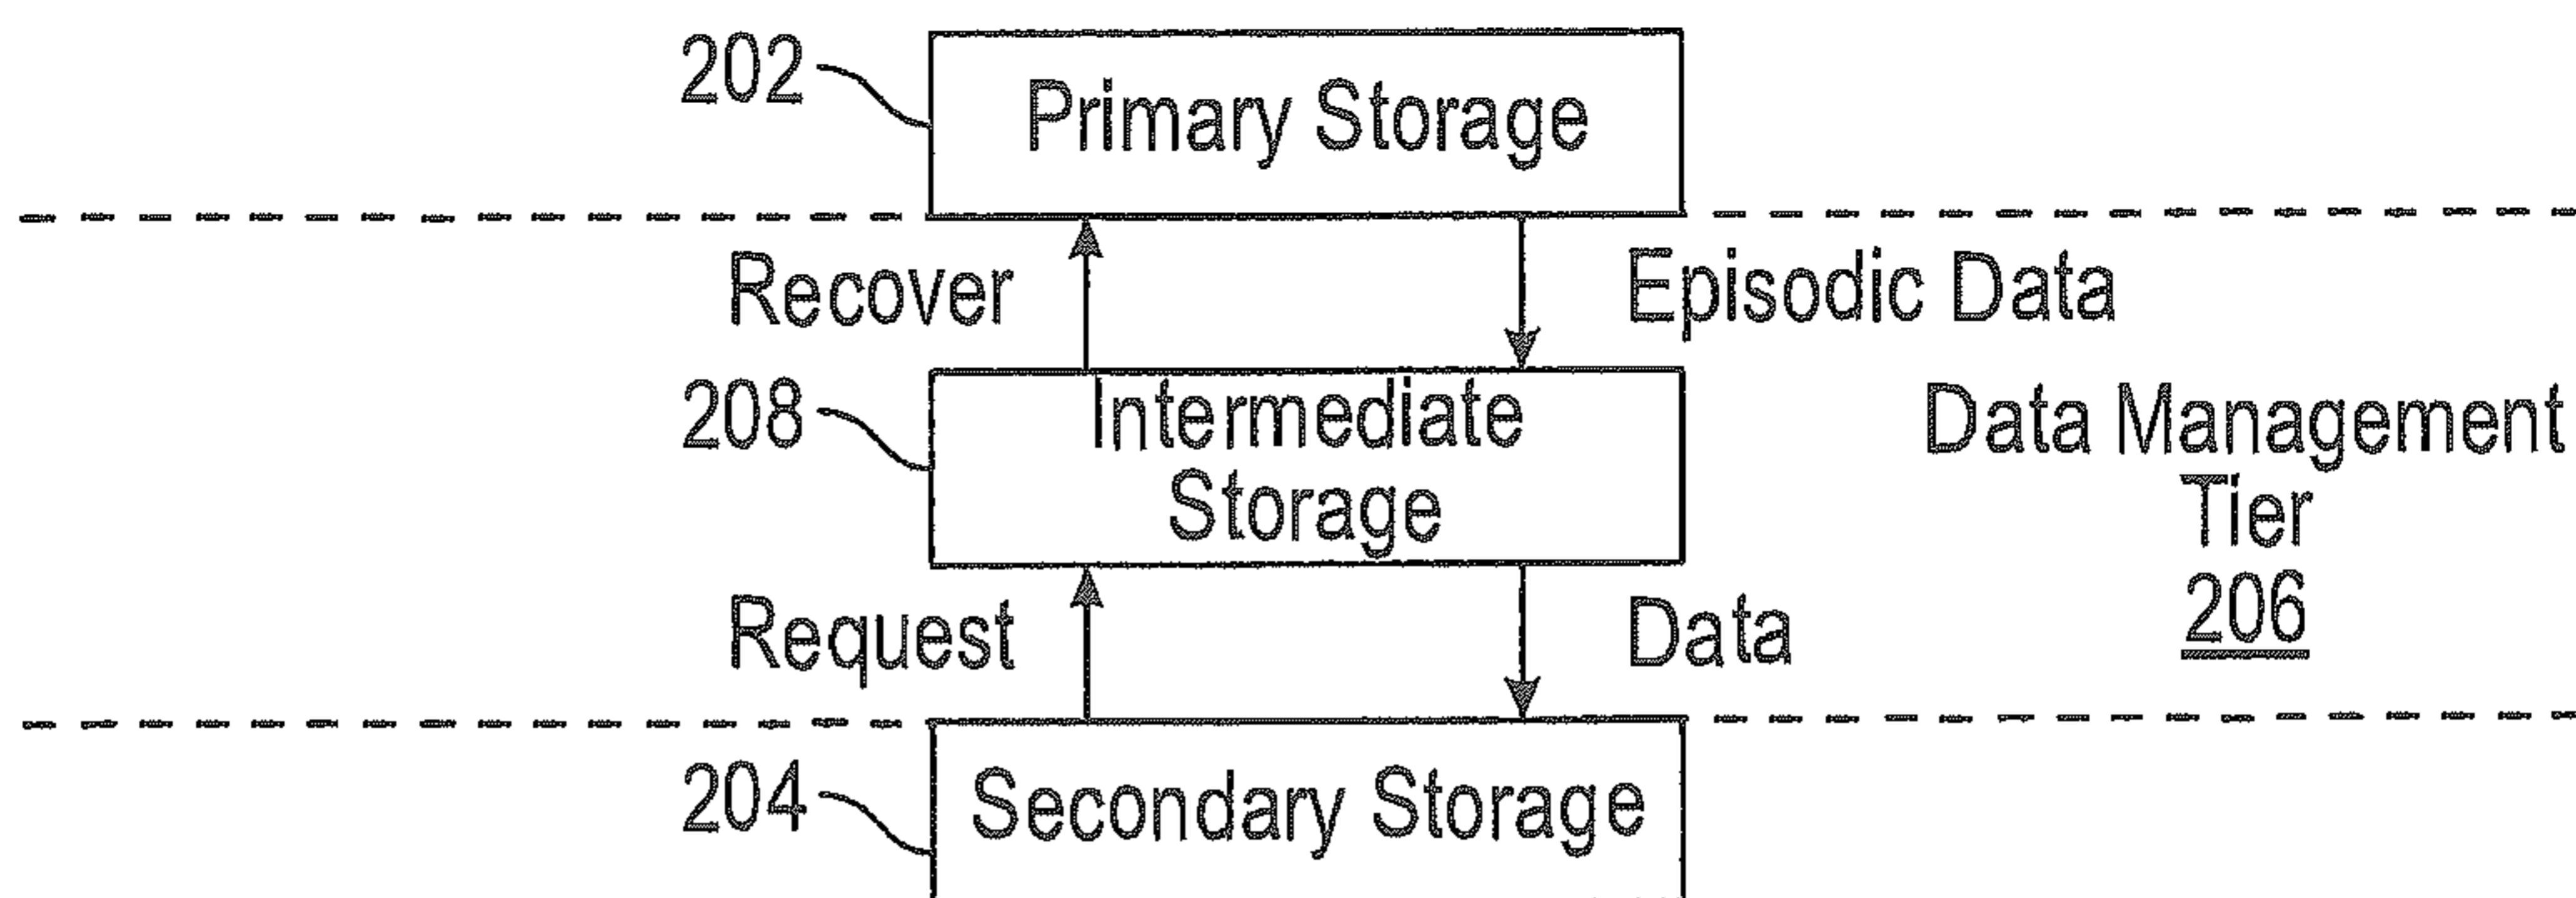 202
Primary Storage
Recover
Episodic Data
208
Intermediate
Storage
Data Management
Tier
206
Request
Data
204
Secondary Storage